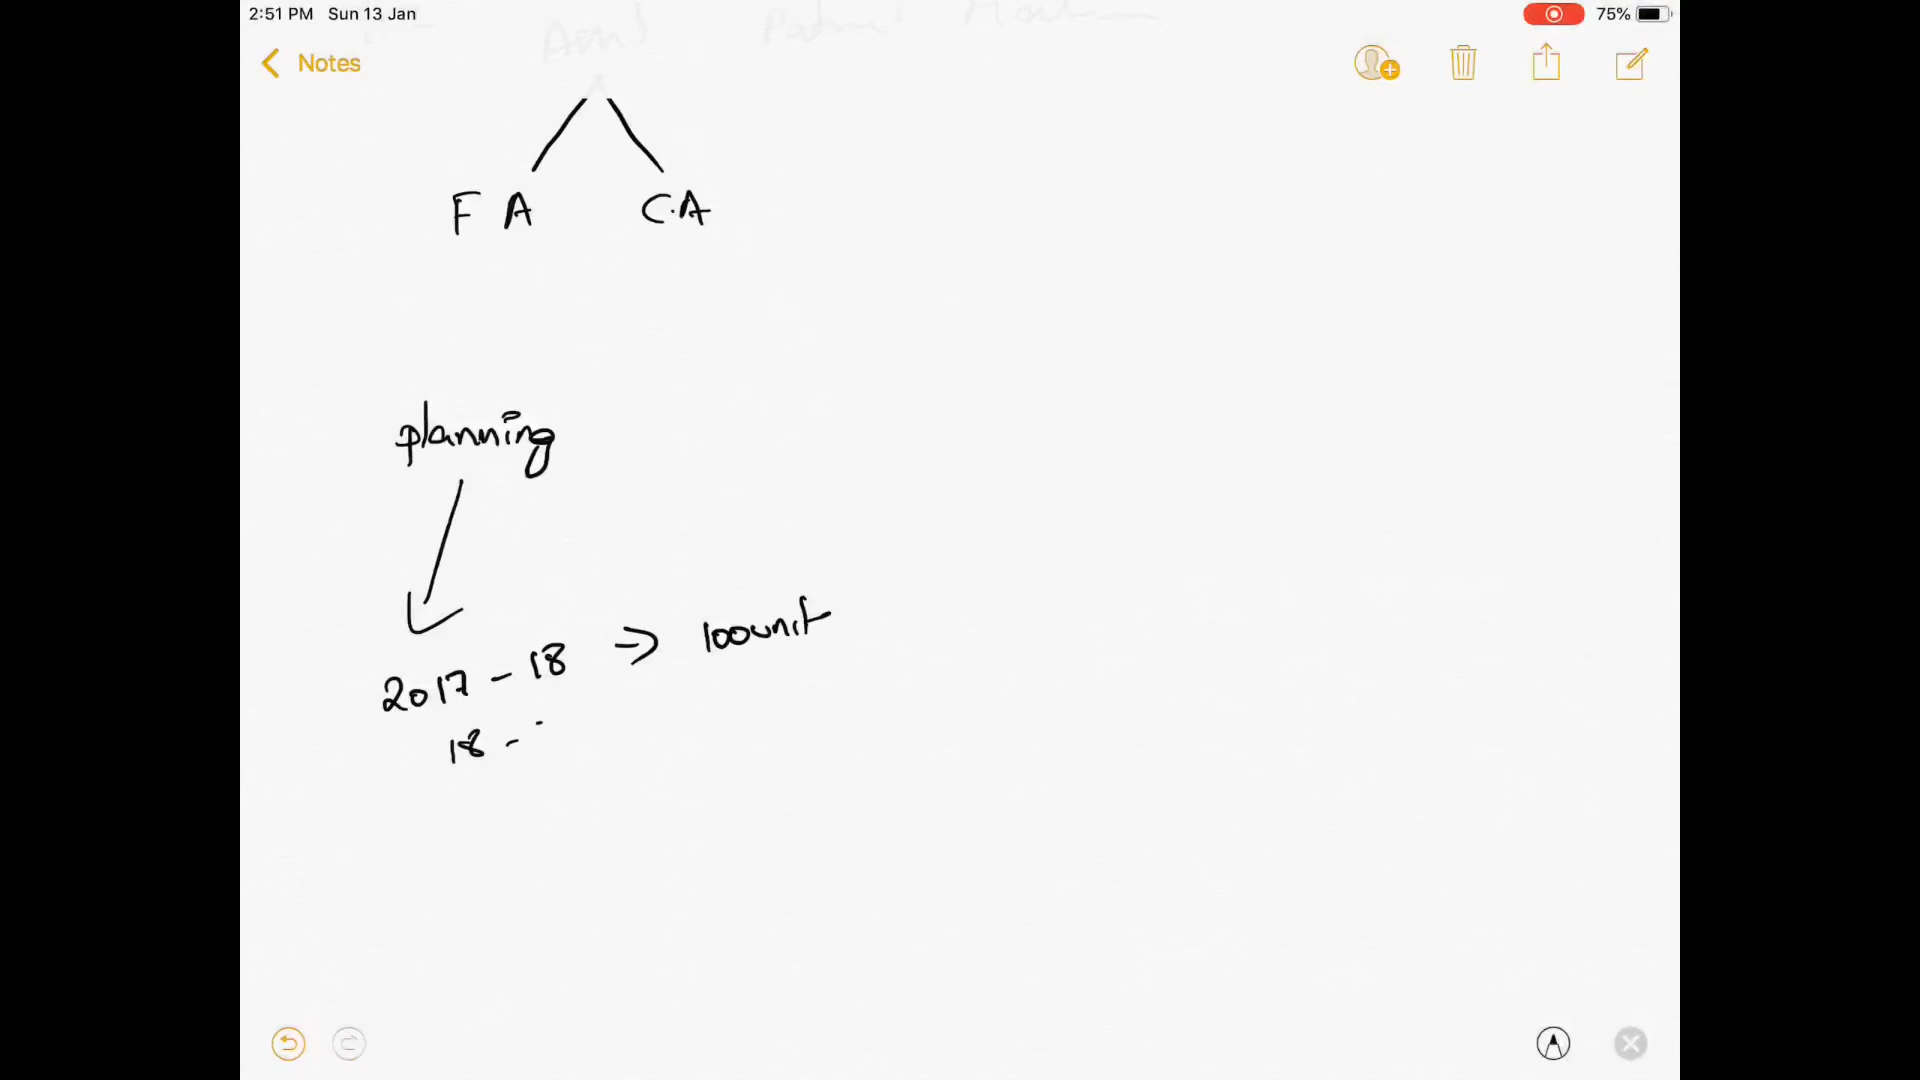 2:51 PM Sun 13 Jan
75%
Notes
F A C.A
planning
2017 - 18 → 100unit
18 -